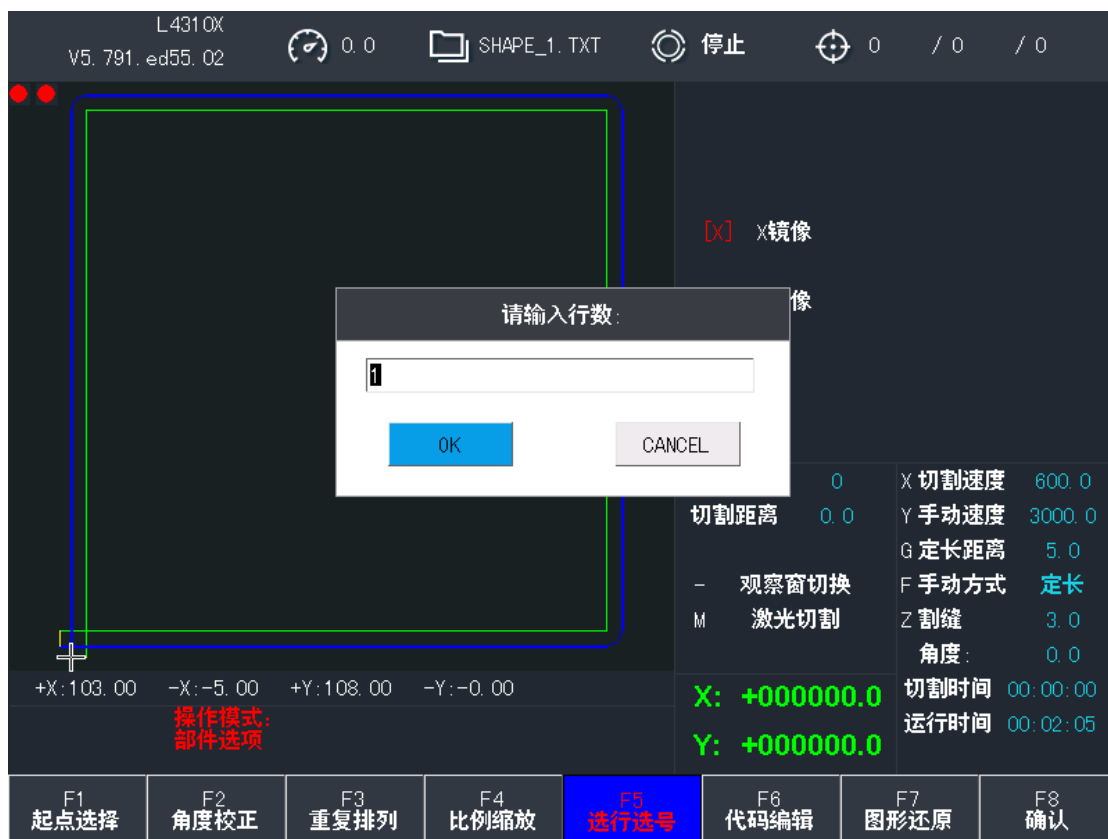 L4310X
V5.791.ed55.02
0.0
SHAPE_1.TXT
停止
0 /0 /0
[X] X镜像
像
请输入行数:
1
OK
CANCEL
0
切割距离 0.0
- 观察窗切换
M 激光切割
X 切割速度 600.0
Y 手动速度 3000.0
G 定长距离 5.0
F 手动方式 定长
Z 割缝 3.0
角度: 0.0
切割时间 00:00:00
运行时间 00:02:05
+X:103.00 -X:-5.00 +Y:108.00 -Y:-0.00
操作模式:
部件选项
X: +000000.0
Y: +000000.0
F1
起点选择
F2
角度校正
F3
重复排列
F4
比例缩放
F5
选行选号
F6
代码编辑
F7
图形还原
F8
确认